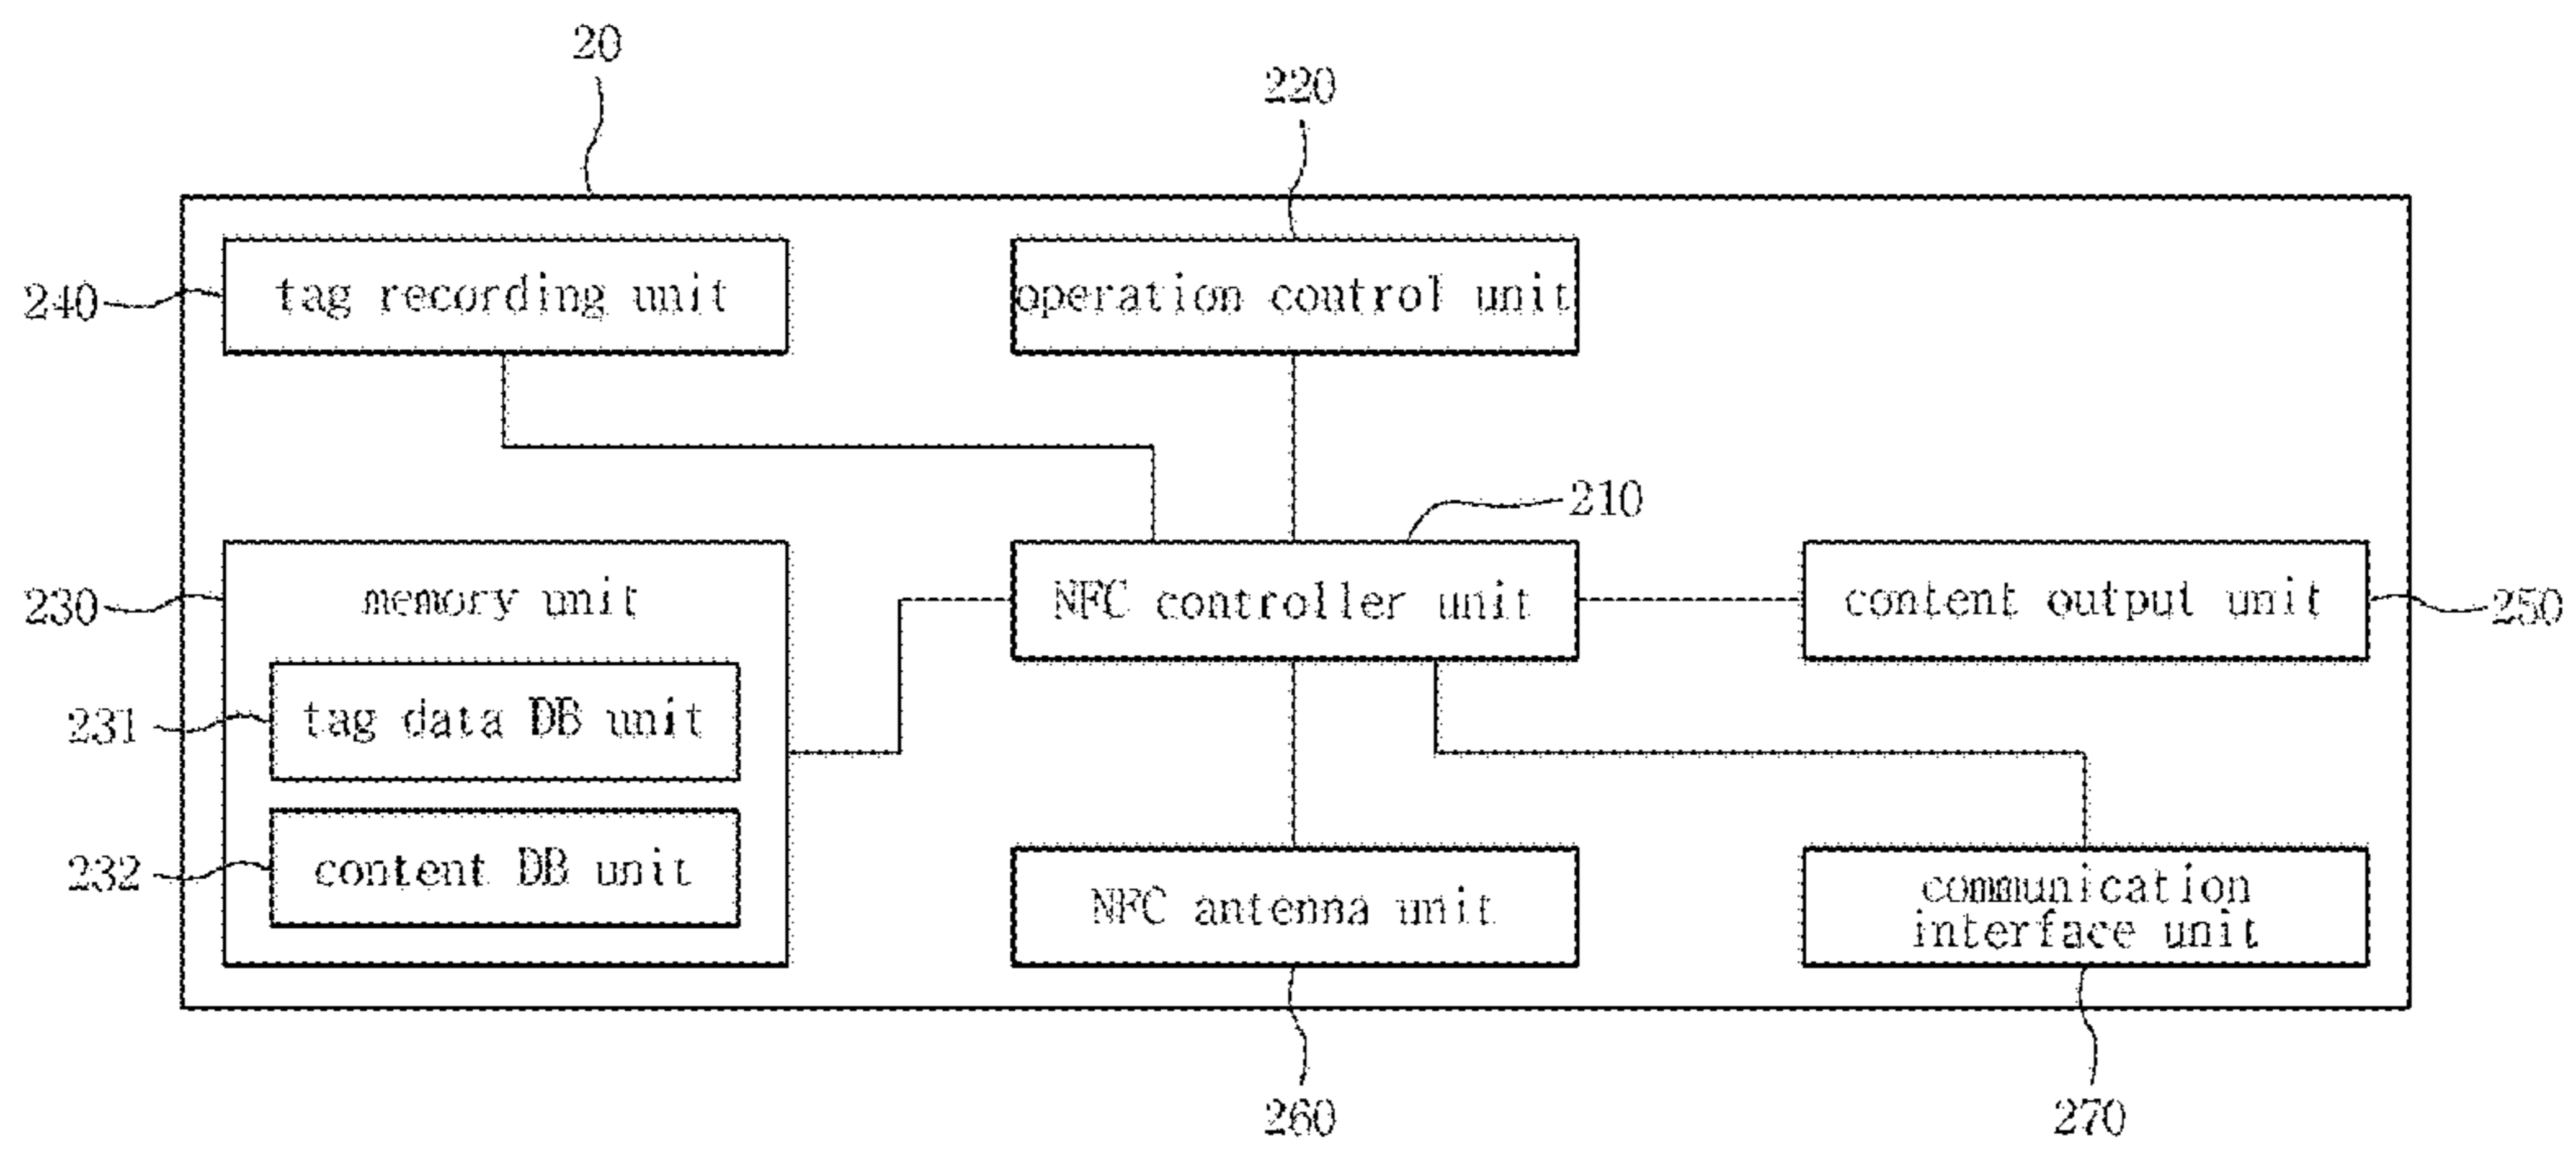 20
220
240
tag recording unit
operation control unit
210
230
memory unit
NFC controller unit
content output unit
250
231
tag data DB unit
232
content DB unit
NFC antenna unit
communication
interface unit
260
270